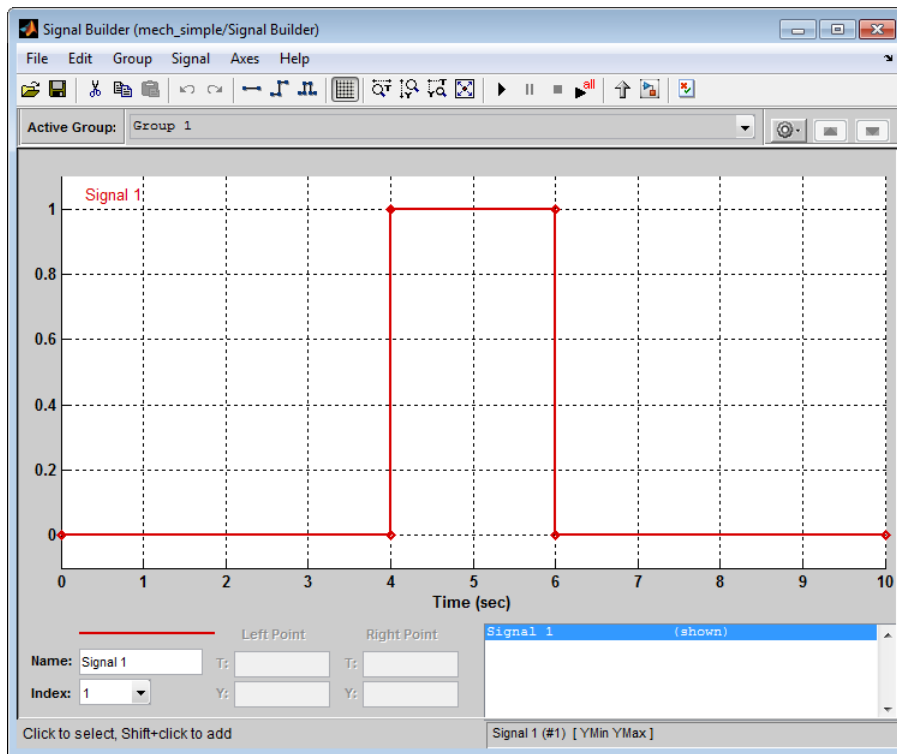 Signal Builder (mech_simple/Signal Builder)
File Edit Group Signal Axes Help
all
Active Group: Group 1
Signal 1
1
0.8
0.6
0.4
0.2
0
0 1 2 3 4 5 6 7 8 9 10
Time (sec)
Left Point Right Point
Name: Signal 1 T: T:
Index: 1 Y: Y:
Signal 1 (shown)
Click to select, Shift+click to add
Signal 1 (#1) [ YMin YMax ]